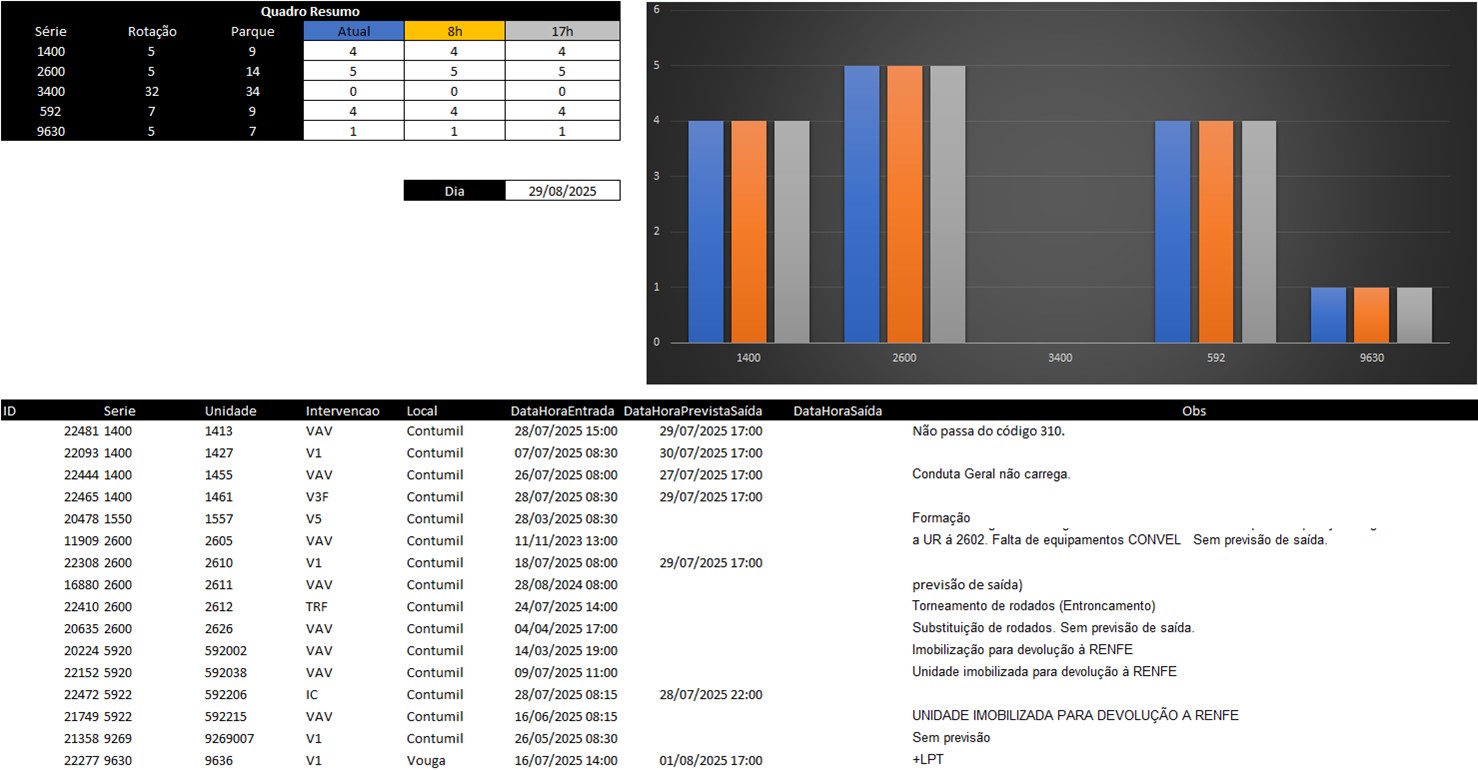 Quadro Resumo
Série Rotação Parque Atual 8h 17h
1400 5 9 4 4 4
2600 5 14 5 5 5
3400 32 34 0 0 0
592 7 9 4 4 4
9630 5 7 1 1 1
Dia 29/08/2025
6
5
4
3
2
1
0
1400 2600 3400 592 9630
ID Serie Unidade Intervencao Local DataHoraEntrada DataHoraPrevistaSaída DataHoraSaída Obs
22481 1400 1413 VAV Contumil 28/07/2025 15:00 29/07/2025 17:00 Não passa do código 310.
22093 1400 1427 V1 Contumil 07/07/2025 08:30 30/07/2025 17:00
22444 1400 1455 VAV Contumil 26/07/2025 08:00 27/07/2025 17:00 Conduta Geral não carrega.
22465 1400 1461 V3F Contumil 28/07/2025 08:30 29/07/2025 17:00
20478 1550 1557 V5 Contumil 28/03/2025 08:30 Formação
11909 2600 2605 VAV Contumil 11/11/2023 13:00 a UR á 2602. Falta de equipamentos CONVEL Sem previsão de saída.
22308 2600 2610 V1 Contumil 18/07/2025 08:00 29/07/2025 17:00
16880 2600 2611 VAV Contumil 28/08/2024 08:00 previsão de saída)
22410 2600 2612 TRF Contumil 24/07/2025 14:00 Torneamento de rodados (Entroncamento)
20635 2600 2626 VAV Contumil 04/04/2025 17:00 Substituição de rodados. Sem previsão de saída.
20224 5920 592002 VAV Contumil 14/03/2025 19:00 Imobilização para devolução à RENFE
22152 5920 592038 VAV Contumil 09/07/2025 11:00 Unidade imobilizada para devolução à RENFE
22472 5922 592206 IC Contumil 28/07/2025 08:15 28/07/2025 22:00
21749 5922 592215 VAV Contumil 16/06/2025 08:15 UNIDADE IMOBILIZADA PARA DEVOLUÇÃO A RENFE
21358 9269 9269007 V1 Contumil 26/05/2025 08:30 Sem previsão
22277 9630 9636 V1 Vouga 16/07/2025 14:00 01/08/2025 17:00 +LPT